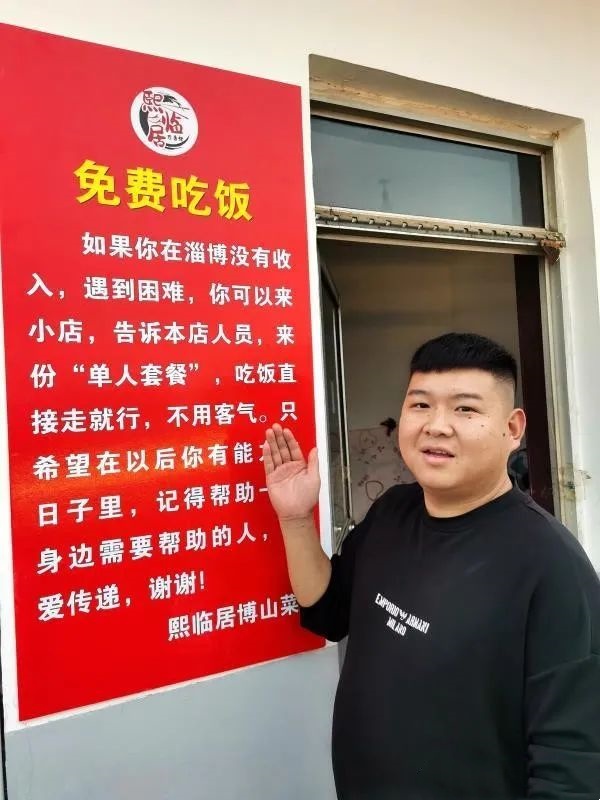 熙临居
免费吃饭
如果你在淄博没有收
入，遇到困难，你可以来
小店，告诉本店人员，来
份“单人套餐”，吃饭直
接走就行，不用客气。只
希望在以后你有能
日子里，记得帮助一
身边需要帮助的人，
爱传递，谢谢！
熙临居博山菜
EMPORIO ARMANI
MILANO